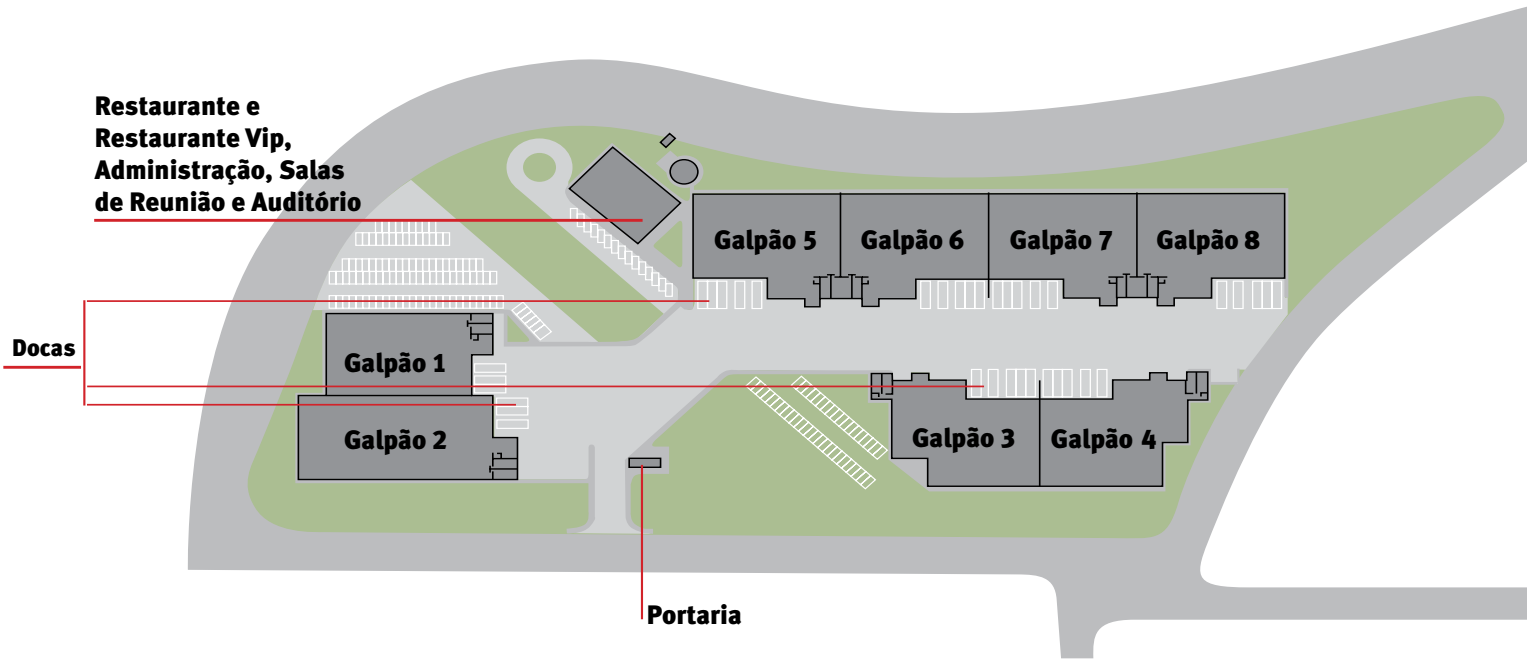 Restaurante e
Restaurante Vip,
Administração, Salas
de Reunião e Auditório
Galpão 5
Galpão 6
Galpão 7
Galpão 8
Docas
Galpão 1
Galpão 2
Galpão 3
Galpão 4
Portaria